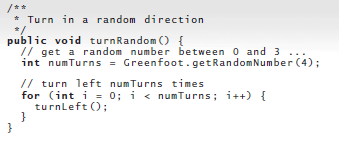 /**
 * Turn in a random direction
 */
public void turnRandom() {
  // get a random number between 0 and 3 ...
  int numTurns = Greenfoot.getRandomNumber(4);

  // turn left numTurns times
  for (int i = 0; i < numTurns; i++) {
    turnLeft();
  }
}